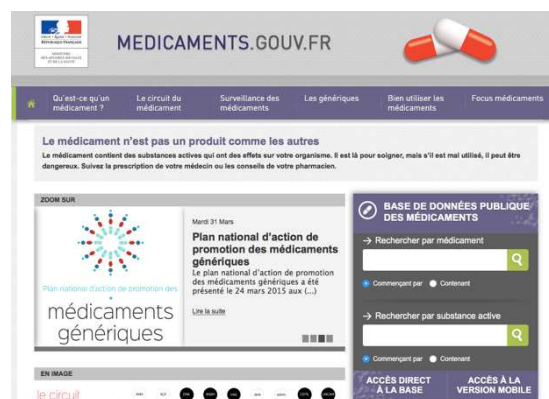 RÉPUBLIQUE FRANÇAISE
MEDICAMENTS.GOUV.FR
Qu'est-ce qu'un médicament ?
Le circuit du médicament
Surveillance des médicaments
Les génériques
Bien utiliser les médicaments
Focus médicaments
Le médicament n'est pas un produit comme les autres
Le médicament contient des substances actives qui ont des effets sur votre organisme. Il est là pour soigner, mais s'il est mal utilisé, il peut être
dangereux. Suivez la prescription de votre médecin ou les conseils de votre pharmacien.
ZOOM SUR
Plan national d'action de promotion des
médicaments
génériques
Mardi 31 Mars
Plan national d'action de
promotion des médicaments
génériques
Le plan national d'action de promotion
des médicaments génériques a été
présenté le 24 mars 2015 aux (...)
Lire la suite
BASE DE DONNÉES PUBLIQUE
DES MÉDICAMENTS
Rechercher par médicament
Commençant par Contenant
Rechercher par substance active
Commençant par Contenant
ACCÈS DIRECT
À LA BASE
ACCÈS À LA
VERSION MOBILE
EN IMAGE
le circuit